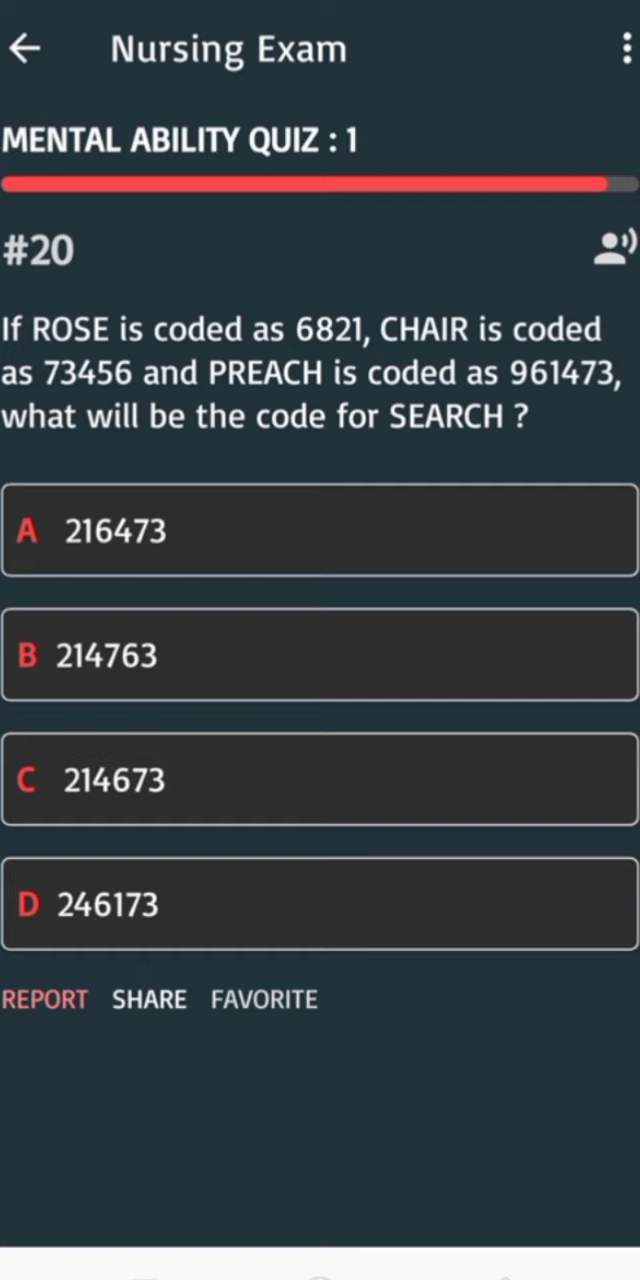 Nursing Exam
MENTAL ABILITY QUIZ : 1
#20
If ROSE is coded as 6821, CHAIR is coded
as 73456 and PREACH is coded as 961473,
what will be the code for SEARCH ?
A 216473
B 214763
C 214673
D 246173
REPORT SHARE FAVORITE